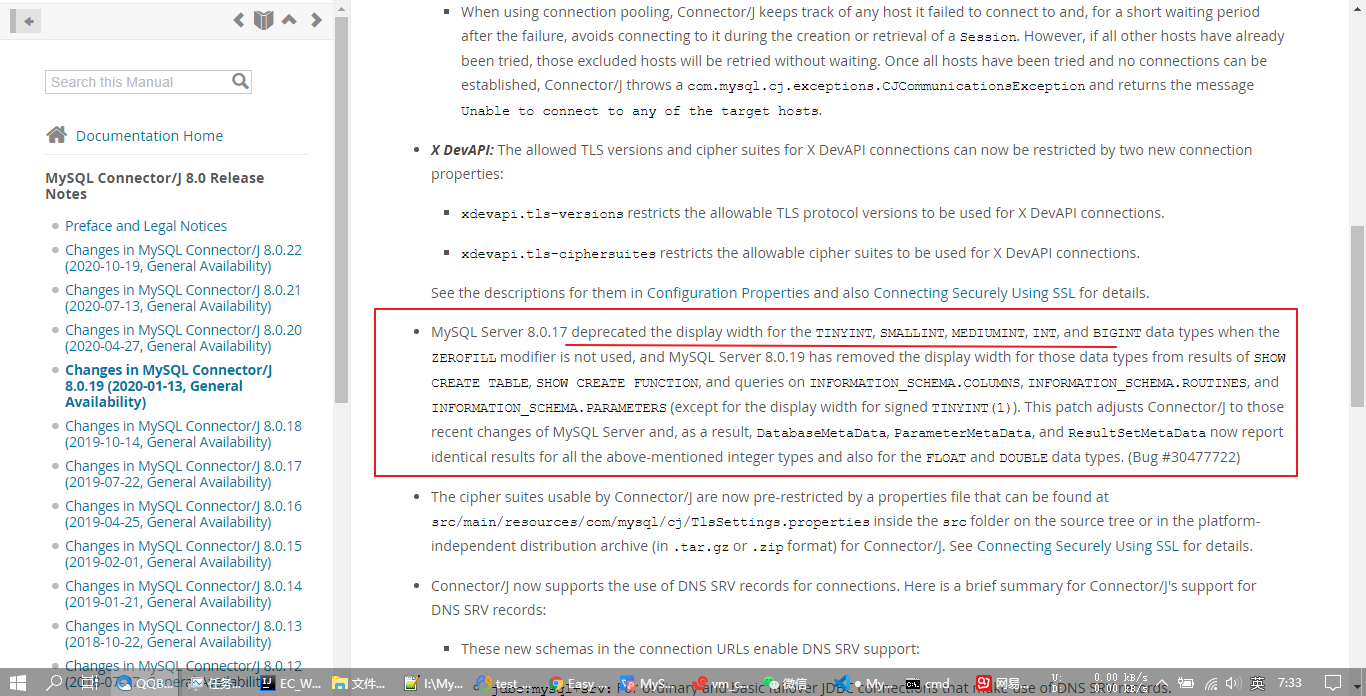 Search this Manual
Documentation Home
MySQL Connector/J 8.0 Release
Notes
Preface and Legal Notices
Changes in MySQL Connector/J 8.0.22
(2020-10-19, General Availability)
Changes in MySQL Connector/J 8.0.21
(2020-07-13, General Availability)
Changes in MySQL Connector/J 8.0.20
(2020-04-27, General Availability)
Changes in MySQL Connector/J
8.0.19 (2020-01-13, General
Availability)
Changes in MySQL Connector/J 8.0.18
(2019-10-14, General Availability)
Changes in MySQL Connector/J 8.0.17
(2019-07-22, General Availability)
Changes in MySQL Connector/J 8.0.16
(2019-04-25, General Availability)
Changes in MySQL Connector/J 8.0.15
(2019-02-01, General Availability)
Changes in MySQL Connector/J 8.0.14
(2019-01-21, General Availability)
Changes in MySQL Connector/J 8.0.13
(2018-10-22, General Availability)
Changes in MySQL Connector/J 8.0.12
When using connection pooling, Connector/J keeps track of any host it failed to connect to and, for a short waiting period
after the failure, avoids connecting to it during the creation or retrieval of a Session. However, if all other hosts have already
been tried, those excluded hosts will be retried without waiting. Once all hosts have been tried and no connections can be
established, Connector/J throws a com.mysql.cj.exceptions.CJCommunicationsException and returns the message
Unable to connect to any of the target hosts.
X DevAPI: The allowed TLS versions and cipher suites for X DevAPI connections can now be restricted by two new connection
properties:
xdevapi.tls-versions restricts the allowable TLS protocol versions to be used for X DevAPI connections.
xdevapi.tls-ciphersuites restricts the allowable cipher suites to be used for X DevAPI connections.
See the descriptions for them in Configuration Properties and also Connecting Securely Using SSL for details.
MySQL Server 8.0.17 deprecated the display width for the TINYINT, SMALLINT, MEDIUMINT, INT, and BIGINT data types when the
ZEROFILL modifier is not used, and MySQL Server 8.0.19 has removed the display width for those data types from results of SHOW
CREATE TABLE, SHOW CREATE FUNCTION, and queries on INFORMATION_SCHEMA.COLUMNS, INFORMATION_SCHEMA.ROUTINES, and
INFORMATION_SCHEMA.PARAMETERS (except for the display width for signed TINYINT(1)). This patch adjusts Connector/J to those
recent changes of MySQL Server and, as a result, DatabaseMetaData, ParameterMetaData, and ResultSetMetaData now report
identical results for all the above-mentioned integer types and also for the FLOAT and DOUBLE data types. (Bug #30477722)
The cipher suites usable by Connector/J are now pre-restricted by a properties file that can be found at
src/main/resources/com/mysql/cj/TlsSettings.properties inside the src folder on the source tree or in the platform-
independent distribution archive (in .tar.gz or .zip format) for Connector/J. See Connecting Securely Using SSL for details.
Connector/J now supports the use of DNS SRV records for connections. Here is a brief summary for Connector/J's support for
DNS SRV records:
These new schemas in the connection URLs enable DNS SRV support:
QQB... 任务... EC_W... 文件... I:\My... test Easy ... MyS... vm_c... 微信 My... cmd 网易... U: 0.00 kB/s D: 0.00 kB/s 英 7:33